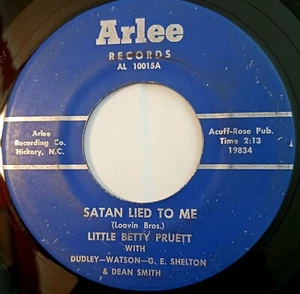 Arlee
RECORDS
AL 10015A
Arlee
Recording Co.
Hickory, N.C.
Acuff-Rose Pub.
Time 2:13
19834
SATAN LIED TO ME
(Loovin Bros.)
LITTLE BETTY PRUETT
WITH
DUDLEY-WATSON-G. E. SHELTON
& DEAN SMITH